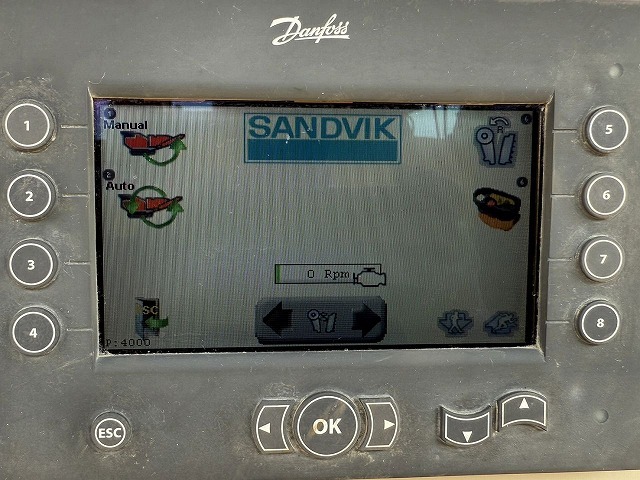 Danfoss
1
Manual
SANDVIK
5
2
Auto
6
3
0 Rpm
7
SC
4
8
P:4000
ESC
OK